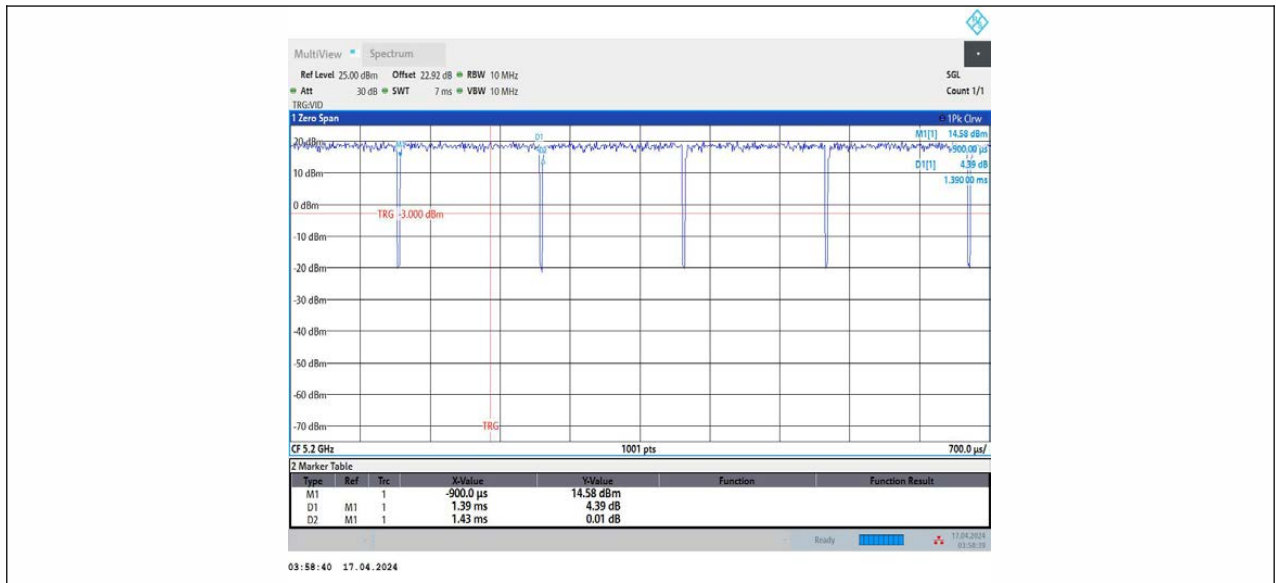 MultiView Spectrum
Ref Level 25.00 dBm Offset 22.92 dB RBW 10 MHz SGL
Att 30 dB SWT 7 ms VBW 10 MHz Count 1/1
TRG:VID
1 Zero Span 1Pk Clrw
M1[1] 14.58 dBm
-900.00 µs
D1[1] 4.39 dB
1.390 00 ms
M1
D1
D2
20 dBm
10 dBm
0 dBm
TRG -3.000 dBm
-10 dBm
-20 dBm
-30 dBm
-40 dBm
-50 dBm
-60 dBm
-70 dBm
TRG
CF 5.2 GHz 1001 pts 700.0 µs/
2 Marker Table
Type Ref Trc X-Value Y-Value Function Function Result
M1 1 -900.0 µs 14.58 dBm
D1 M1 1 1.39 ms 4.39 dB
D2 M1 1 1.43 ms 0.01 dB
Ready 17.04.2024
03:58:39
03:58:40 17.04.2024